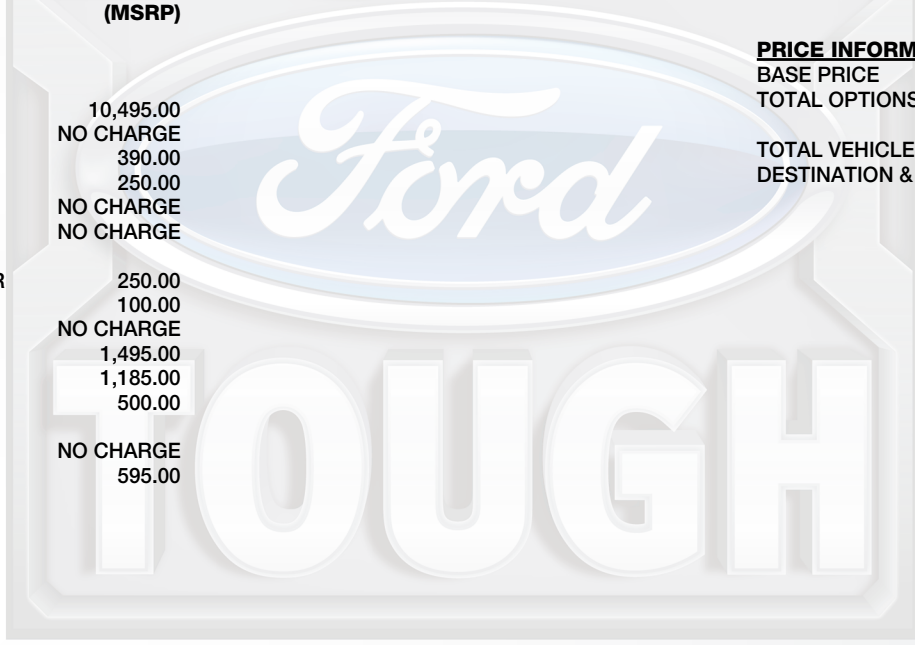 (MSRP)
10,495.00
NO CHARGE
390.00
250.00
NO CHARGE
NO CHARGE
R 250.00
100.00
NO CHARGE
1,495.00
1,185.00
500.00
NO CHARGE
595.00
PRICE INFORM
BASE PRICE
TOTAL OPTIONS
TOTAL VEHICLE
DESTINATION &
Ford
TOUGH